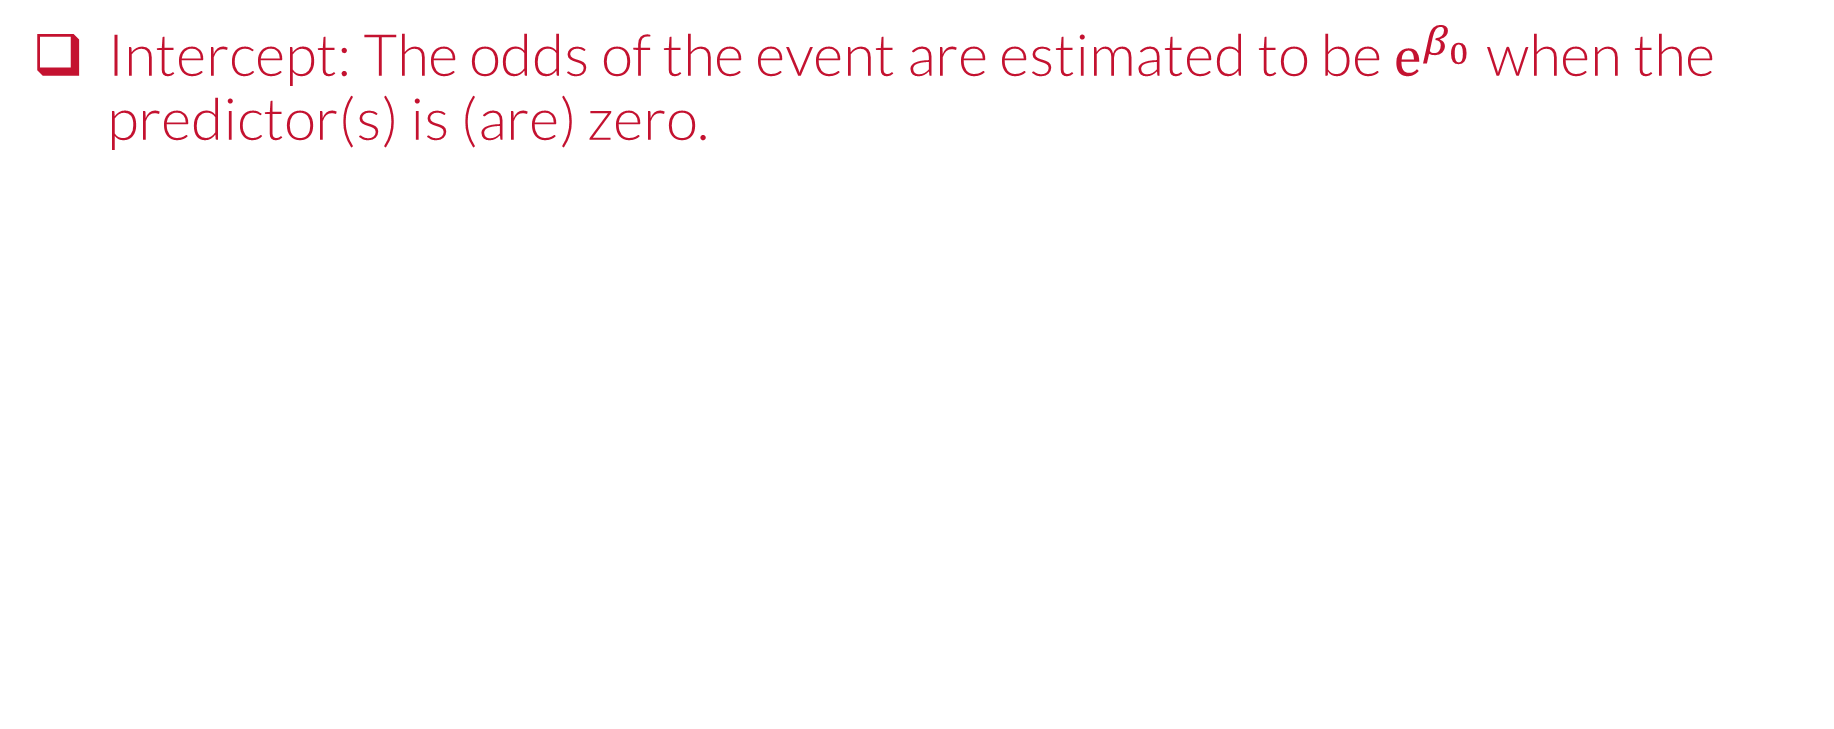 ❑ Intercept: The odds of the event are estimated to be e^β₀ when the
predictor(s) is (are) zero.